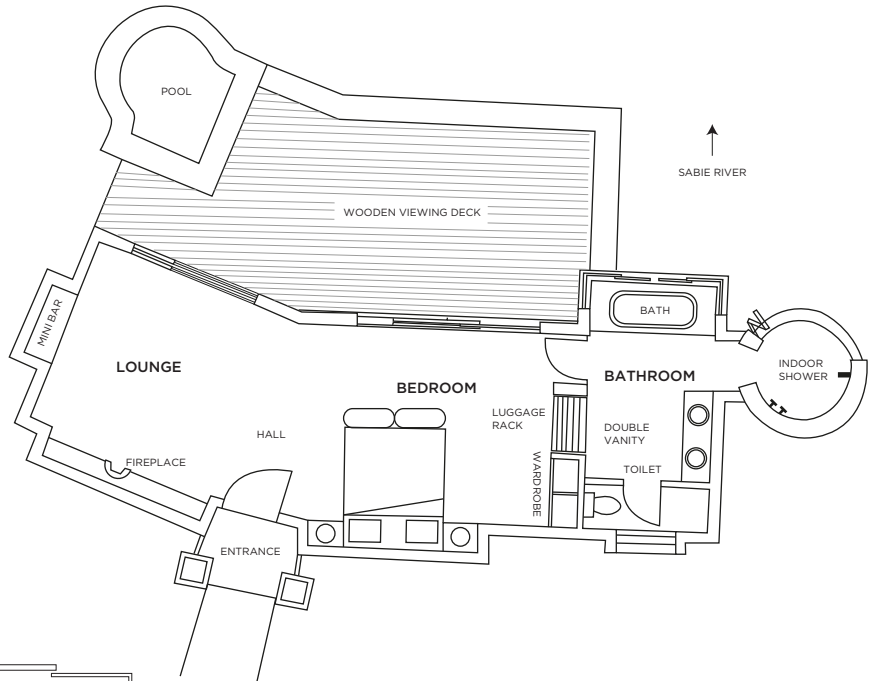 POOL
SABIE RIVER
WOODEN VIEWING DECK
MINI BAR
BATH
LOUNGE
BEDROOM
BATHROOM
INDOOR
SHOWER
LUGGAGE
RACK
DOUBLE
VANITY
HALL
FIREPLACE
WARDROBE
TOILET
ENTRANCE